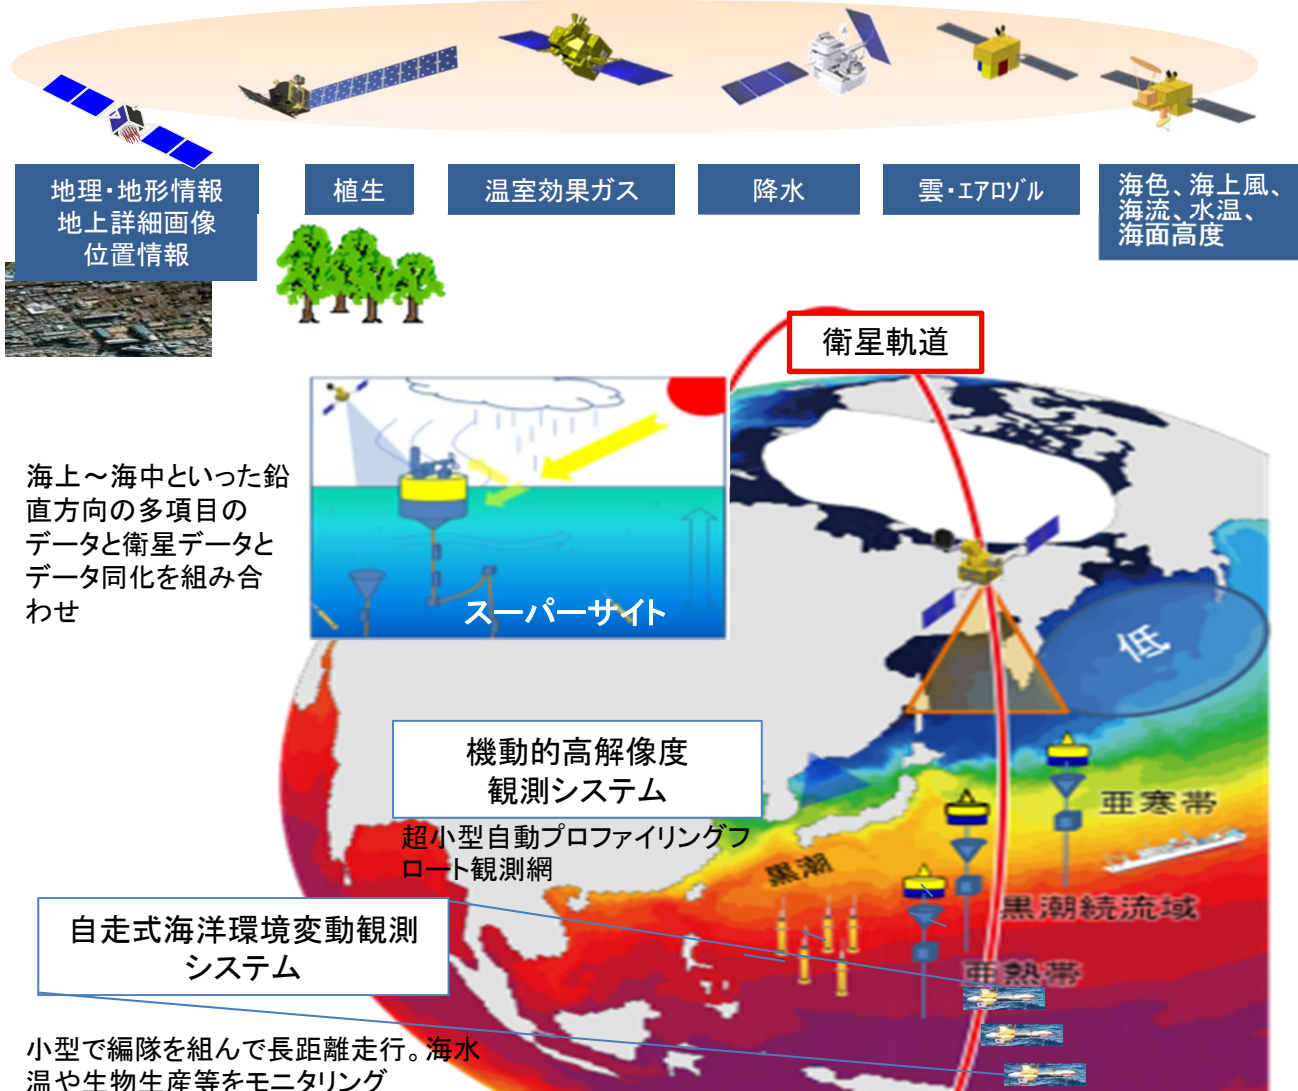 地理・地形情報
地上詳細画像
位置情報
植生
温室効果ガス
降水
雲・エアロゾル
海色、海上風、
海流、水温、
海面高度
衛星軌道
海上～海中といった鉛
直方向の多項目の
データと衛星データと
データ同化を組み合
わせ
スーパーサイト
低
機動的高解像度
観測システム
超小型自動プロファイリングフ
ロート観測網
亜寒帯
黒潮
黒潮続流域
亜熱帯
自走式海洋環境変動観測
システム
小型で編隊を組んで長距離走行。海水
温や生物生産等をモニタリング